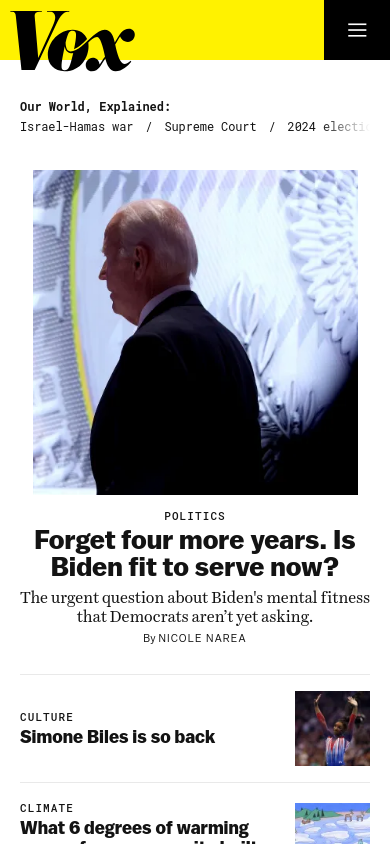 Vox
Our World, Explained:
Israel-Hamas war / Supreme Court / 2024 electi
POLITICS
Forget four more years. Is
Biden fit to serve now?
The urgent question about Biden's mental fitness
that Democrats aren’t yet asking.
By NICOLE NAREA
CULTURE
Simone Biles is so back
CLIMATE
What 6 degrees of warming